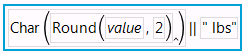 Char(Round(value, 2)^) || " lbs"